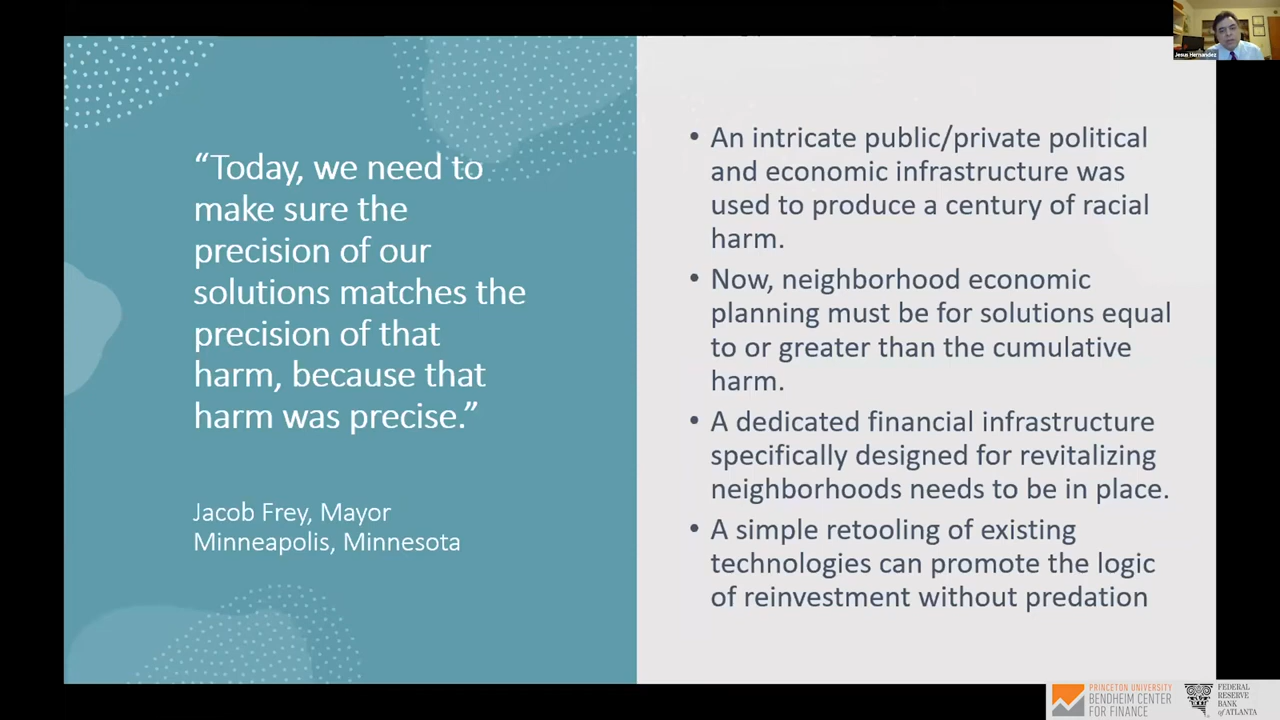 “Today, we need to
make sure the
precision of our
solutions matches the
precision of that
harm, because that
harm was precise.”
Jacob Frey, Mayor
Minneapolis, Minnesota
• An intricate public/private political
and economic infrastructure was
used to produce a century of racial
harm.
• Now, neighborhood economic
planning must be for solutions equal
to or greater than the cumulative
harm.
• A dedicated financial infrastructure
specifically designed for revitalizing
neighborhoods needs to be in place.
• A simple retooling of existing
technologies can promote the logic
of reinvestment without predation
Jesus Hernandez
PRINCETON UNIVERSITY
BENDHEIM CENTER
FOR FINANCE
FEDERAL
RESERVE
BANK
of ATLANTA